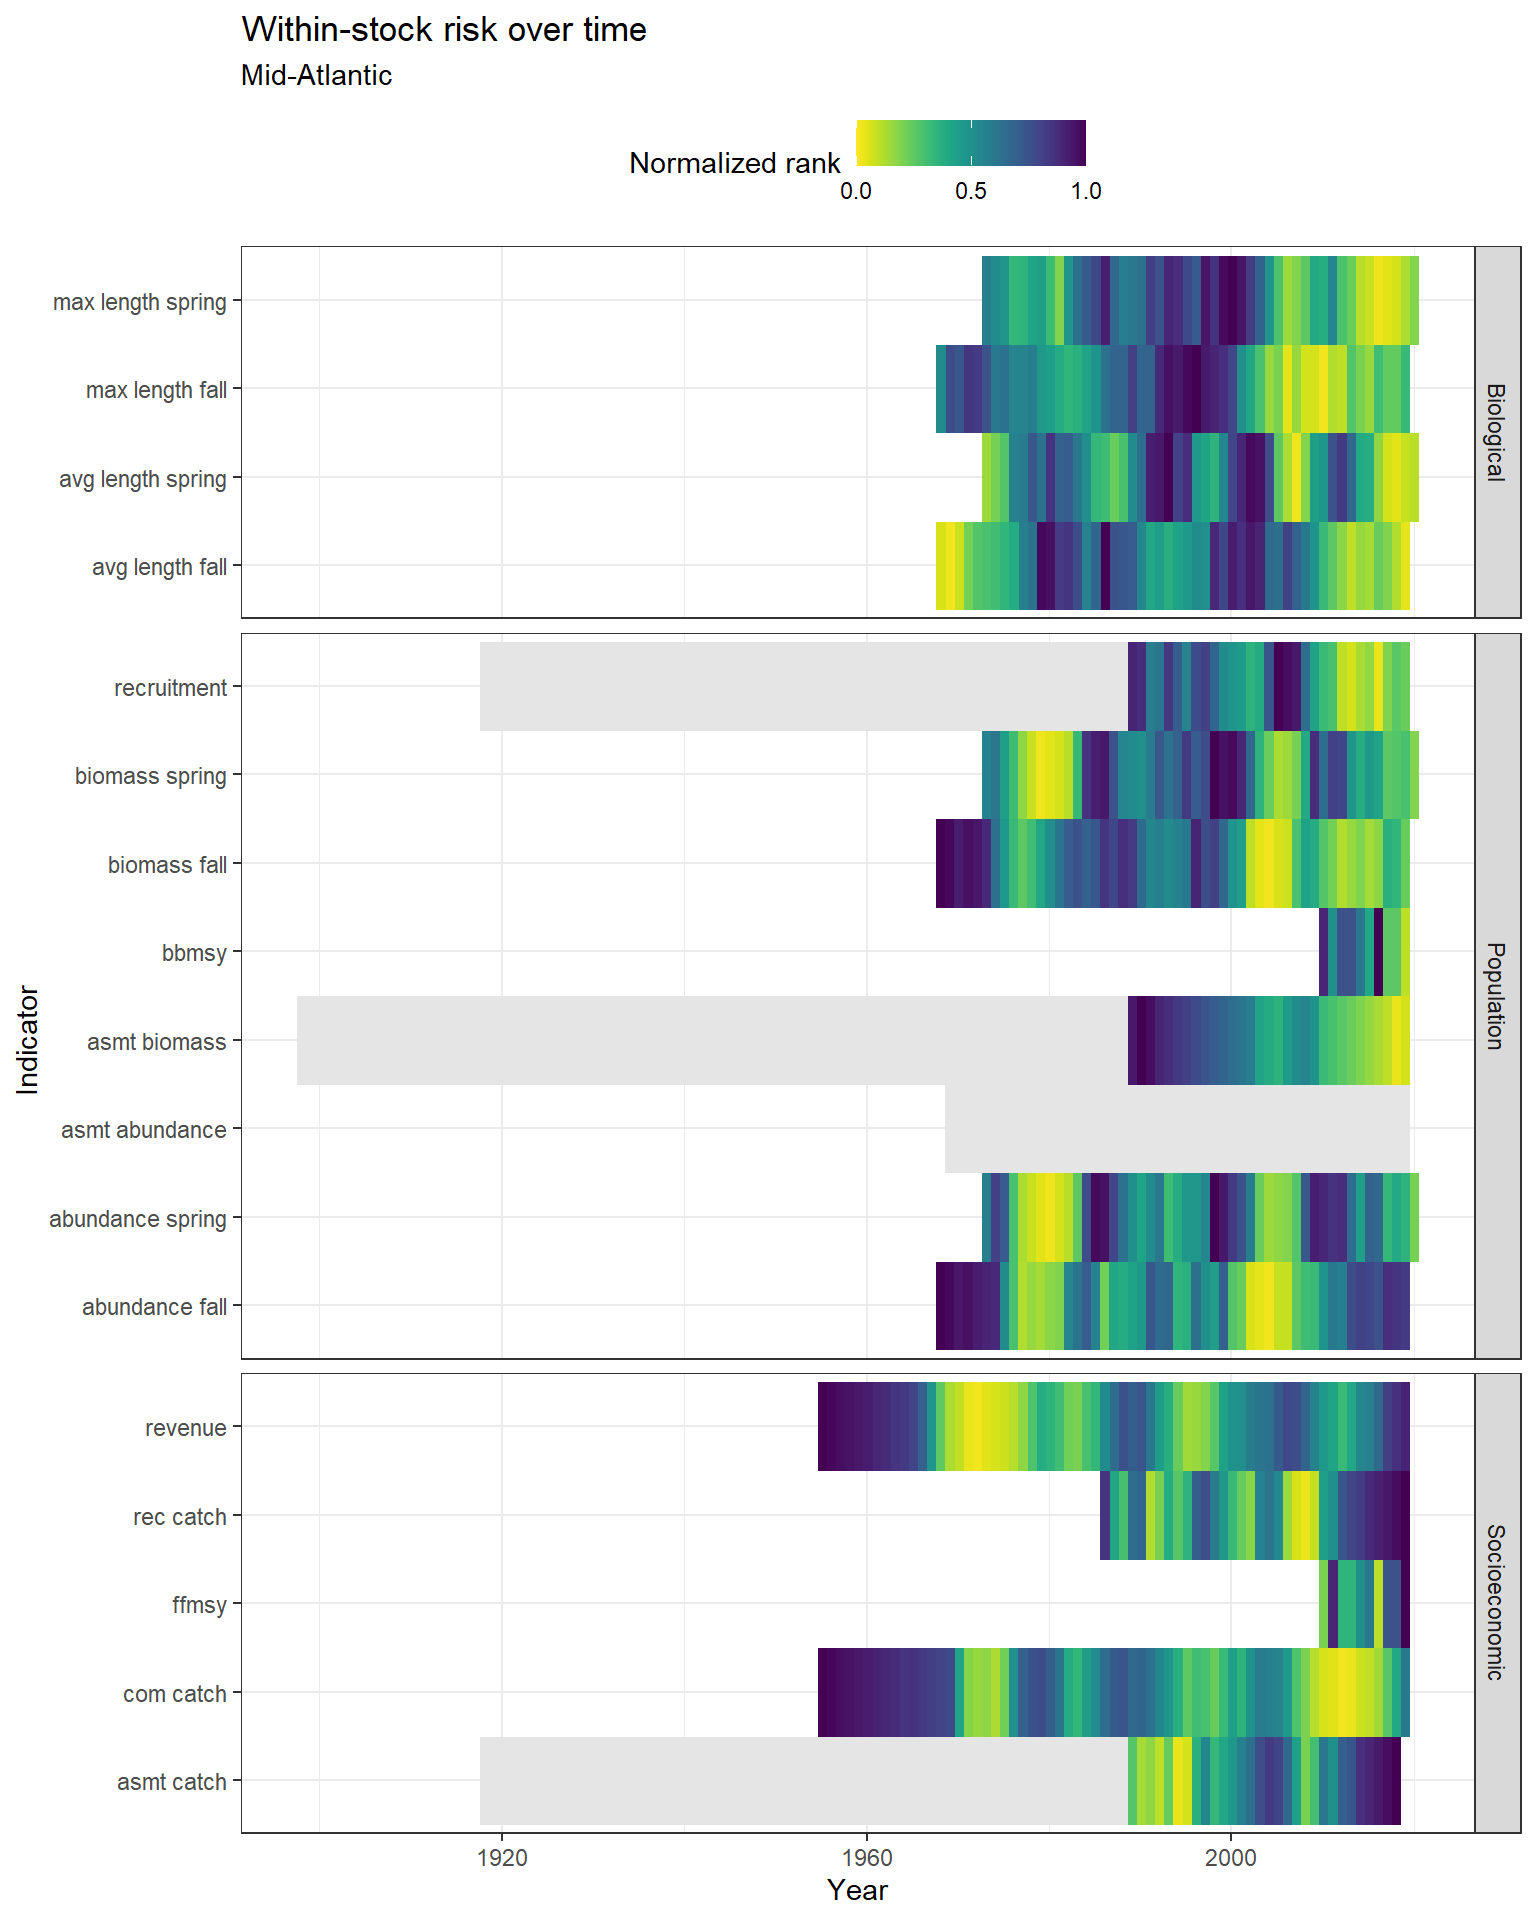 Within-stock risk over time
Mid-Atlantic
Normalized rank
0.0 0.5 1.0
max length spring
max length fall
avg length spring
avg length fall
Biological
recruitment
biomass spring
biomass fall
bbmsy
asmt biomass
asmt abundance
abundance spring
abundance fall
Population
revenue
rec catch
ffmsy
com catch
asmt catch
Socioeconomic
Indicator
1920 1960 2000
Year